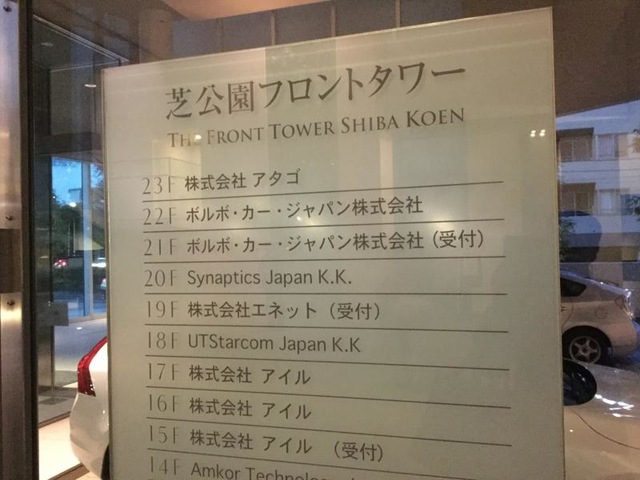 芝公園フロントタワー
THE FRONT TOWER SHIBA KOEN
23F 株式会社 アタゴ
22F ボルボ・カー・ジャパン株式会社
21F ボルボ・カー・ジャパン株式会社 (受付)
20F Synaptics Japan K.K.
19F 株式会社エネット (受付)
18F UTStarcom Japan K.K
17F 株式会社 アイル
16F 株式会社 アイル
15F 株式会社 アイル (受付)
14F Amkor Technology